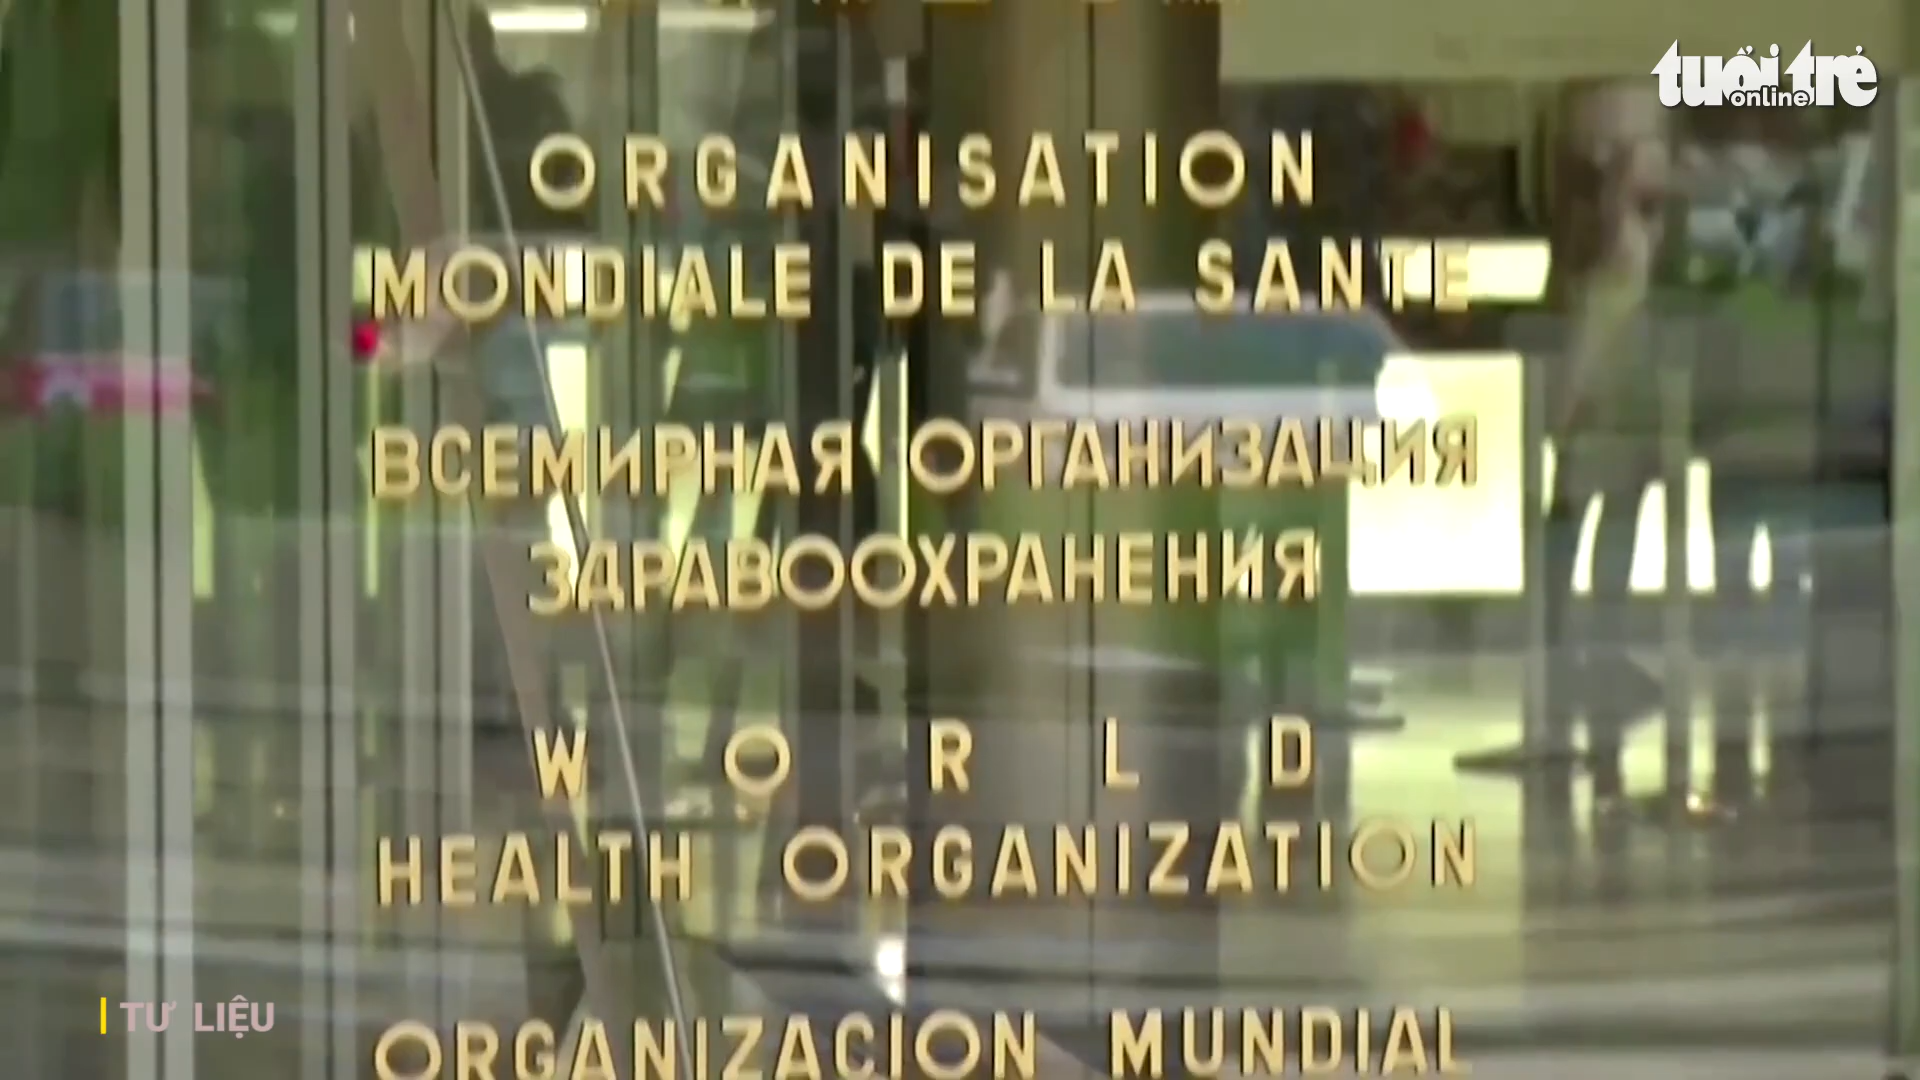 tuổi trẻ
online
ORGANISATION
MONDIALE DE LA SANTE
ВСЕМИРНАЯ ОРГАНИЗАЦИЯ
ЗДРАВООХРАНЕНИЯ
WORLD
HEALTH ORGANIZATION
ORGANIZACION MUNDIAL
TƯ LIỆU